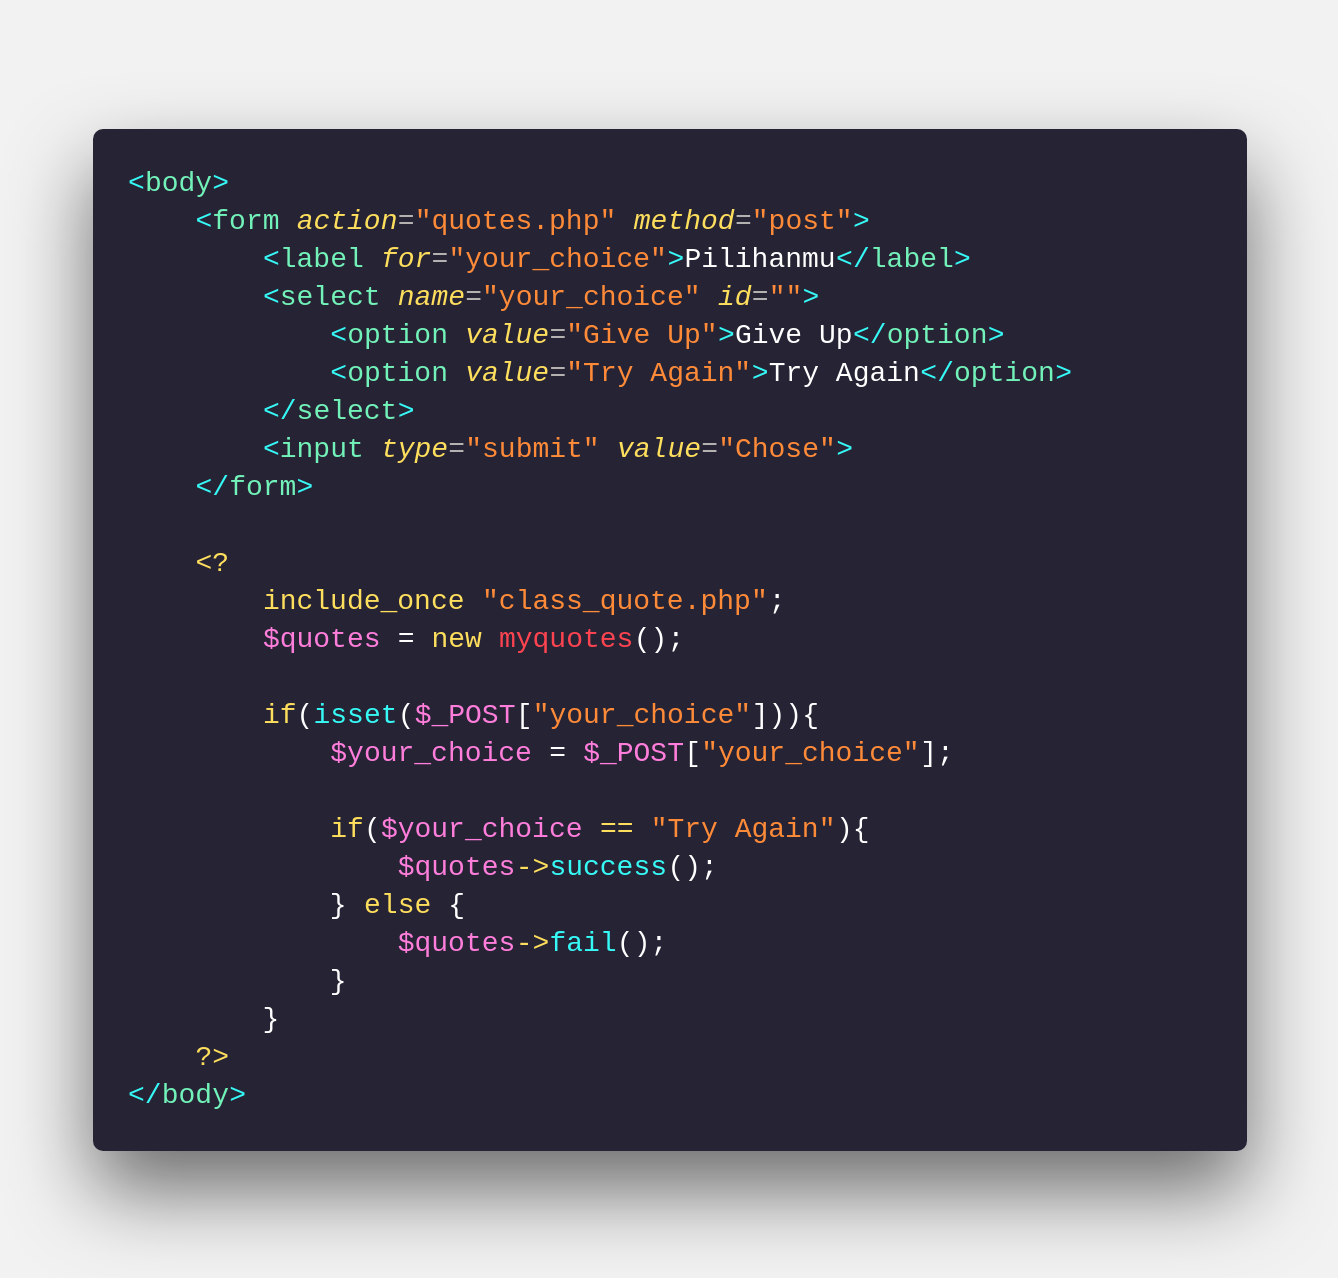 <body>
    <form action="quotes.php" method="post">
        <label for="your_choice">Pilihanmu</label>
        <select name="your_choice" id="">
            <option value="Give Up">Give Up</option>
            <option value="Try Again">Try Again</option>
        </select>
        <input type="submit" value="Chose">
    </form>

    <?
        include_once "class_quote.php";
        $quotes = new myquotes();

        if(isset($_POST["your_choice"])){
            $your_choice = $_POST["your_choice"];

            if($your_choice == "Try Again"){
                $quotes->success();
            } else {
                $quotes->fail();
            }
        }
    ?>
</body>